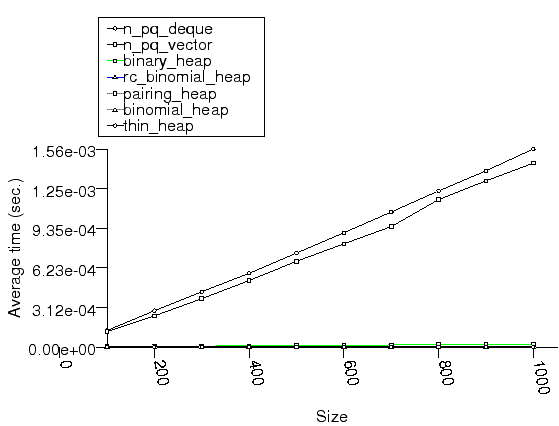 n_pq_deque
n_pq_vector
binary_heap
rc_binomial_heap
pairing_heap
binomial_heap
thin_heap
1.56e-03
1.25e-03
9.35e-04
6.23e-04
3.12e-04
0.00e+00
Average time (sec.)
0
200
400
600
800
1000
Size